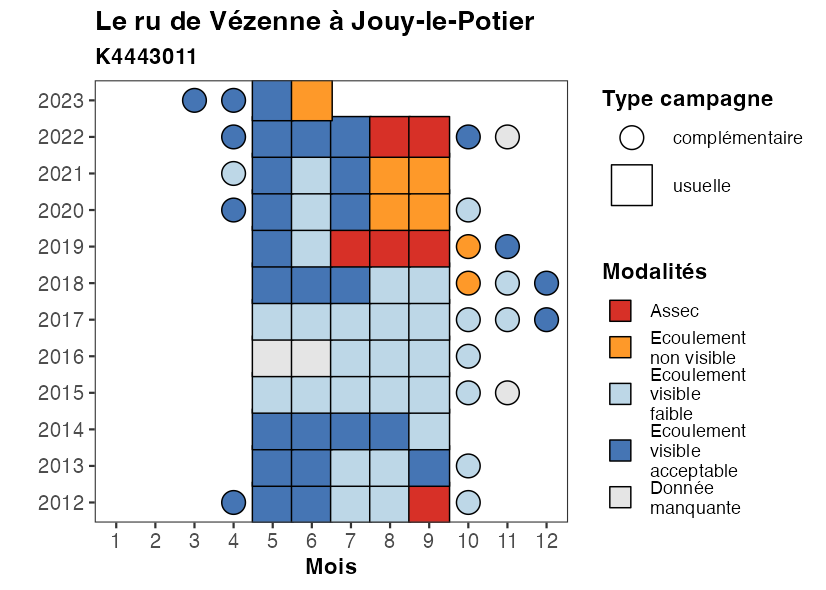 Le ru de Vézenne à Jouy-le-Potier
K4443011
2023
2022
2021
2020
2019
2018
2017
2016
2015
2014
2013
2012
1 2 3 4 5 6 7 8 9 10 11 12
Mois
Type campagne
complémentaire
usuelle
Modalités
Assec
Ecoulement
non visible
Ecoulement
visible
faible
Ecoulement
visible
acceptable
Donnée
manquante